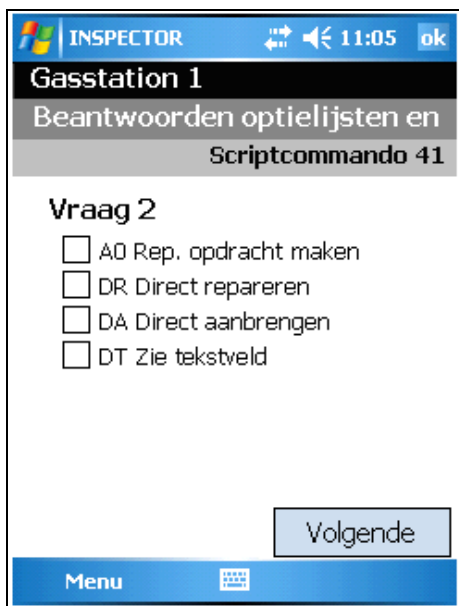 INSPECTOR 11:05 ok
Gasstation 1
Beantwoorden optielijsten en
Scriptcommando 41
Vraag 2
A0 Rep. opdracht maken
DR Direct repareren
DA Direct aanbrengen
DT Zie tekstveld
Volgende
Menu